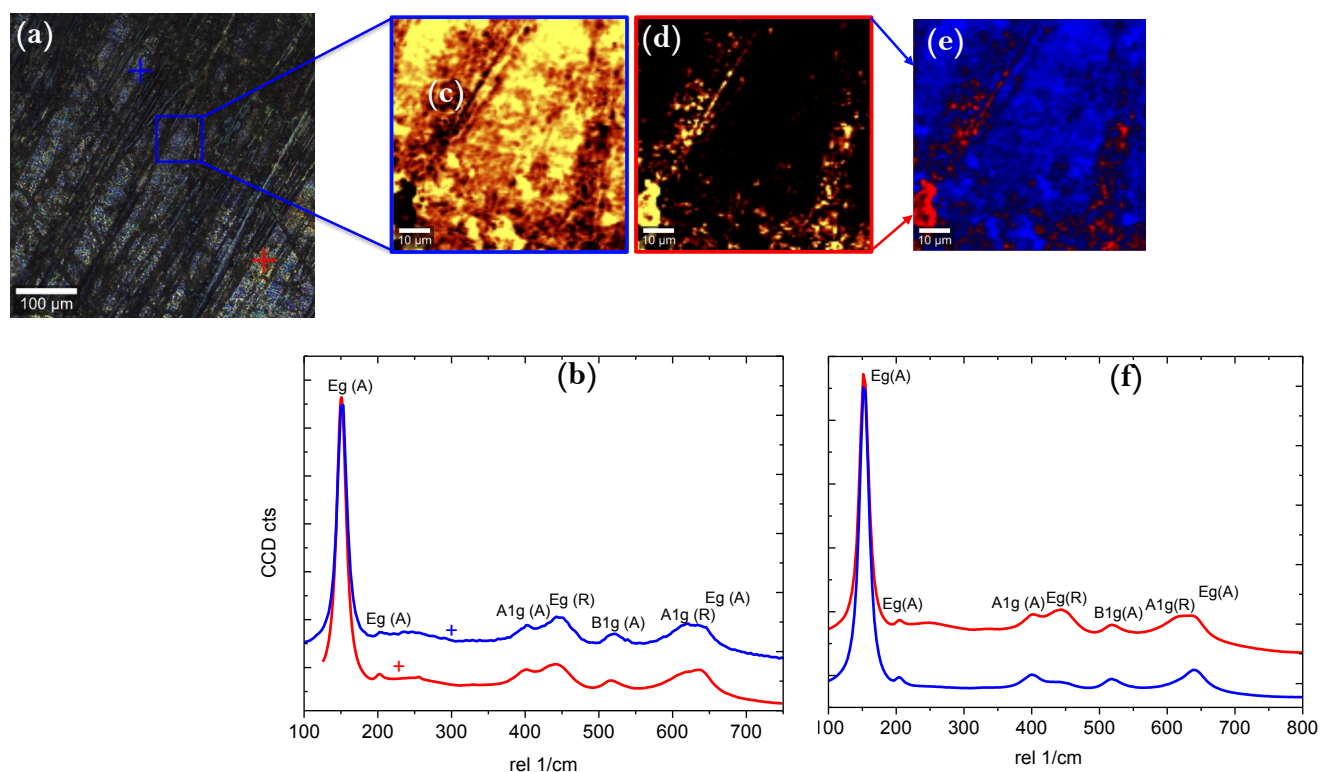 (a)
100 µm
(c)
10 µm
(d)
10 µm
(e)
10 µm
(b)
Eg (A)
Eg (A)
A1g (A)
Eg (R)
B1g (A)
A1g (R)
Eg (A)
CCD cts
100 200 300 400 500 600 700
rel 1/cm
(f)
Eg(A)
Eg(A)
A1g (A)
Eg(R)
B1g(A)
A1g(R)
Eg(A)
100 200 300 400 500 600 700 800
rel 1/cm